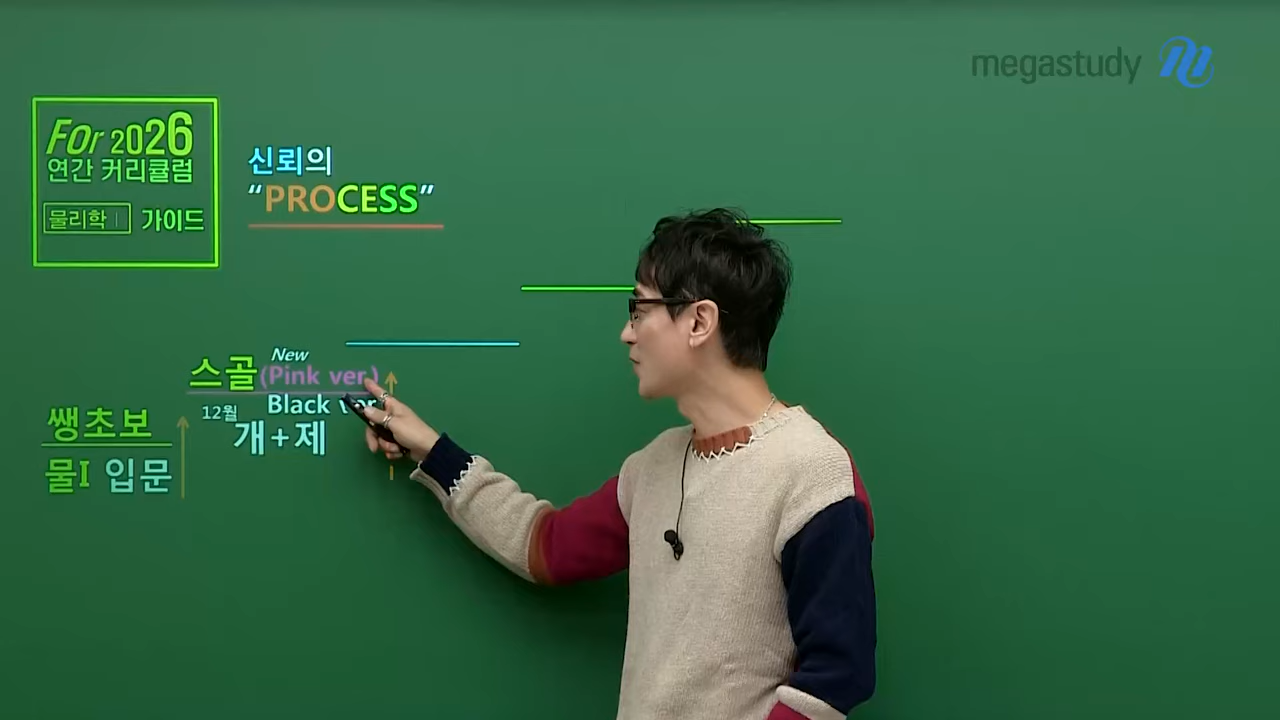 megastudy
For 2026
연간 커리큘럼
물리학 I 가이드
신뢰의
“PROCESS”
New
스골 (Pink ver.)
Black ver
12월
개+제
쌩초보
물I 입문